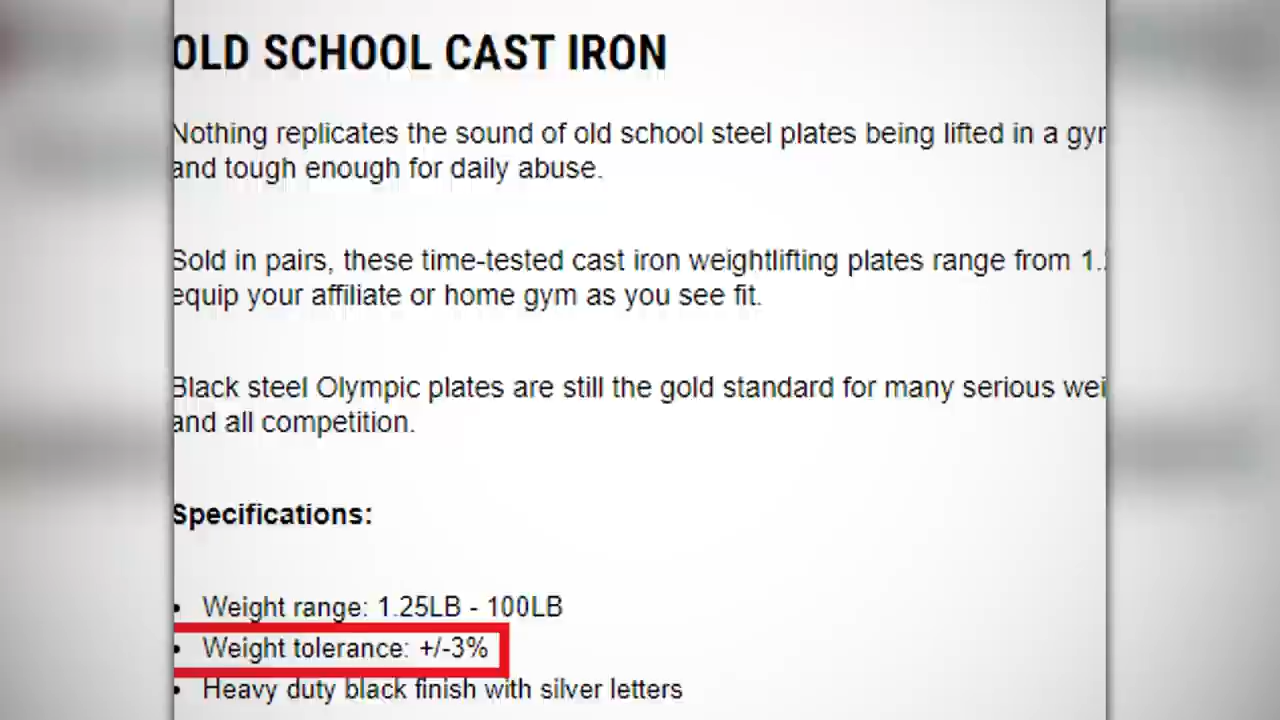 OLD SCHOOL CAST IRON
Nothing replicates the sound of old school steel plates being lifted in a
and tough enough for daily abuse.
Sold in pairs, these time-tested cast iron weightlifting plates range from
equip your affiliate or home gym as you see fit.
Black steel Olympic plates are still the gold standard for many serious
and all competition.
Specifications:
• Weight range: 1.25LB - 100LB
• Weight tolerance: +/-3%
• Heavy duty black finish with silver letters